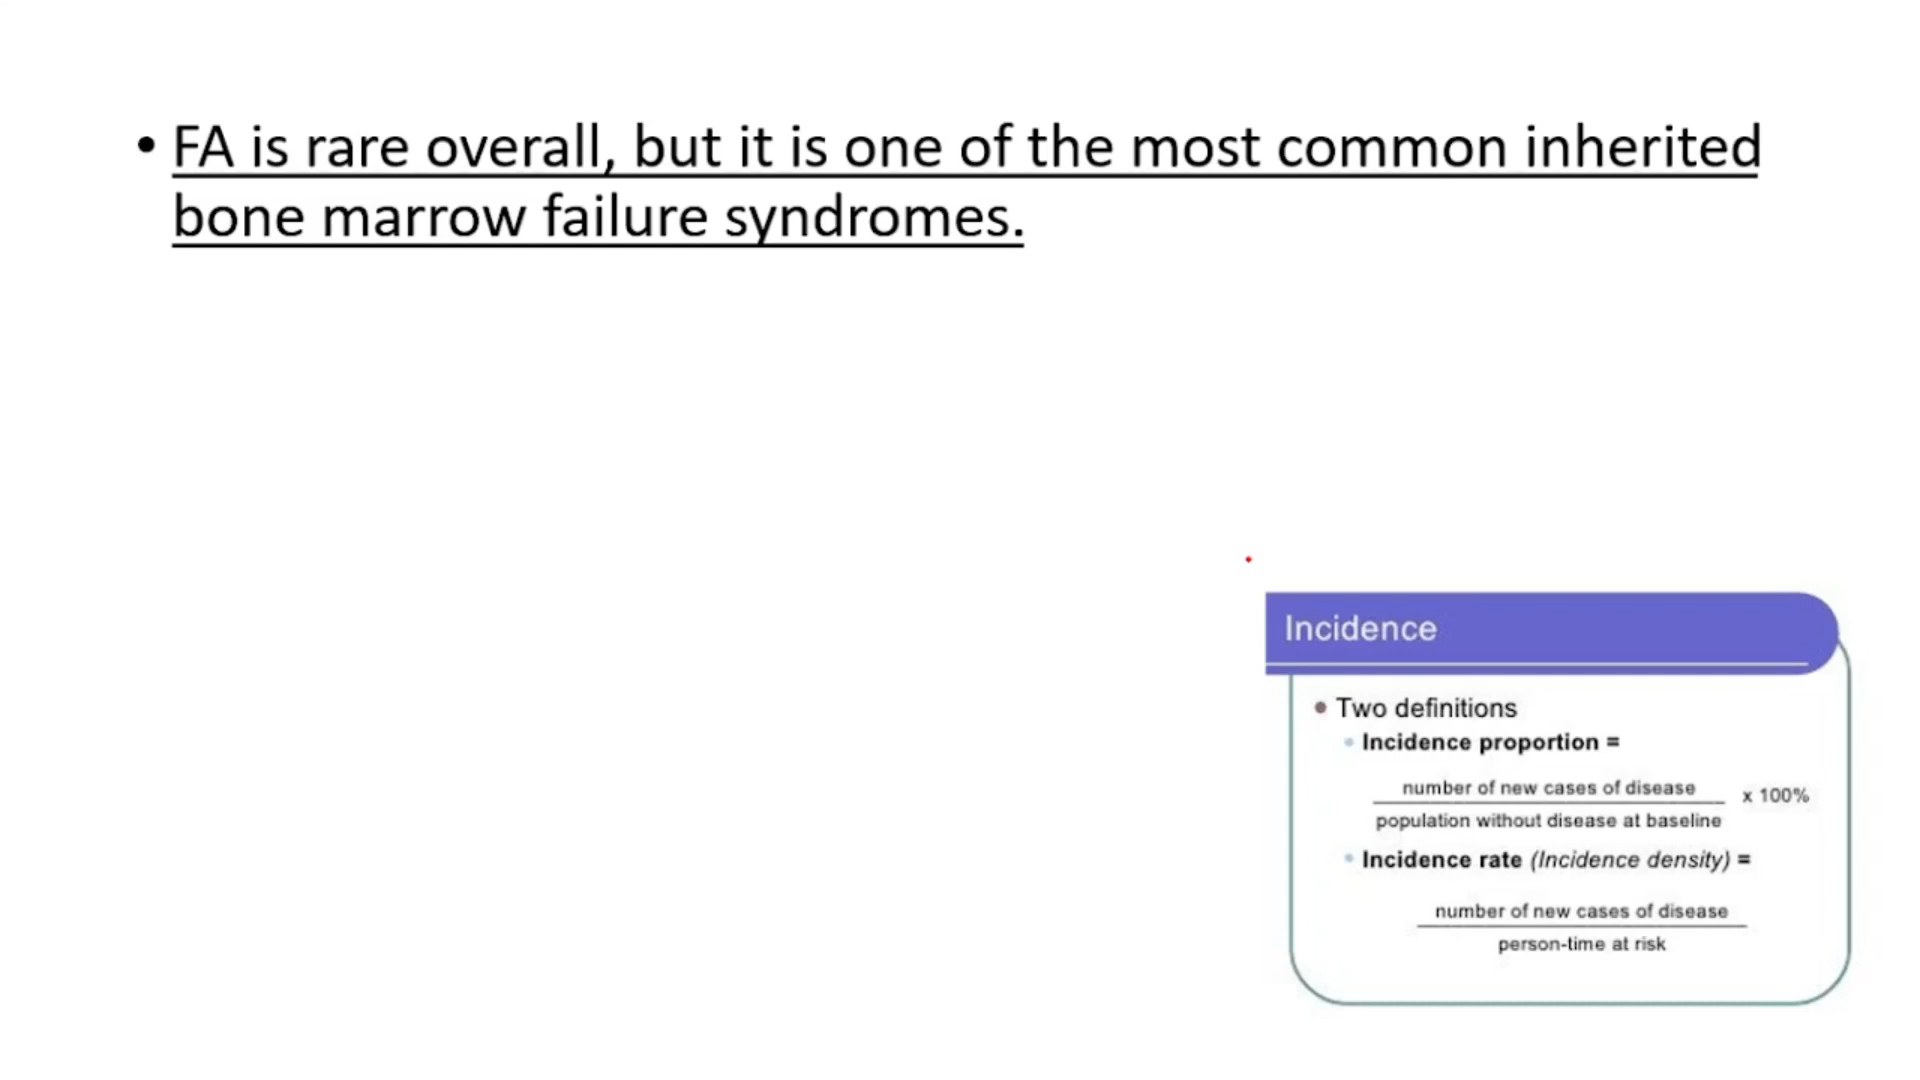 • FA is rare overall, but it is one of the most common inherited
bone marrow failure syndromes.
Incidence
• Two definitions
• Incidence proportion =
number of new cases of disease
x 100%
population without disease at baseline
• Incidence rate (Incidence density) =
number of new cases of disease
person-time at risk